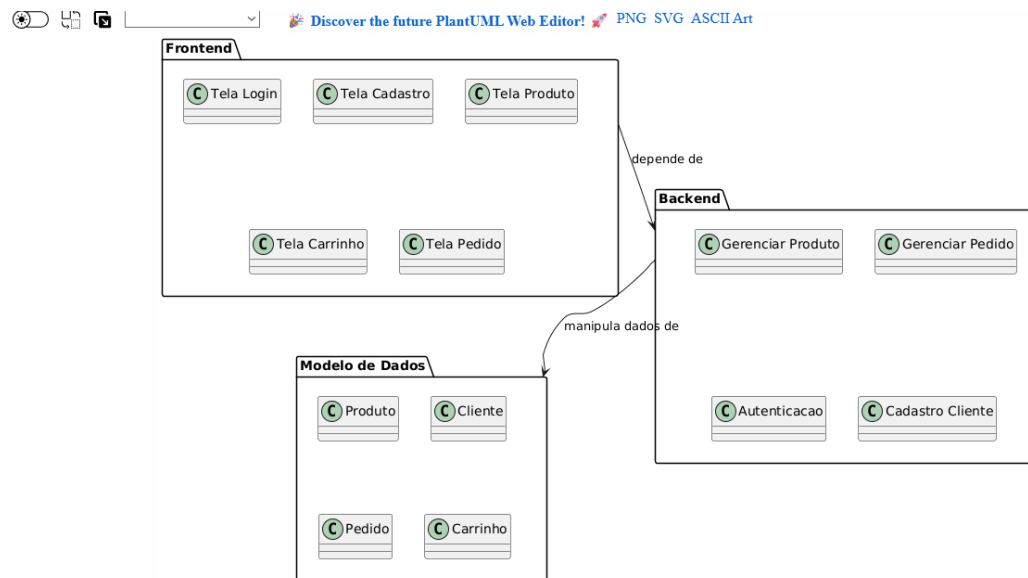 🎉 Discover the future PlantUML Web Editor! 🚀 PNG SVG ASCII Art
Frontend
C Tela Login
C Tela Cadastro
C Tela Produto
depende de
Backend
C Tela Carrinho
C Tela Pedido
C Gerenciar Produto
C Gerenciar Pedido
manipula dados de
Modelo de Dados
C Produto
C Cliente
C Autenticacao
C Cadastro Cliente
C Pedido
C Carrinho